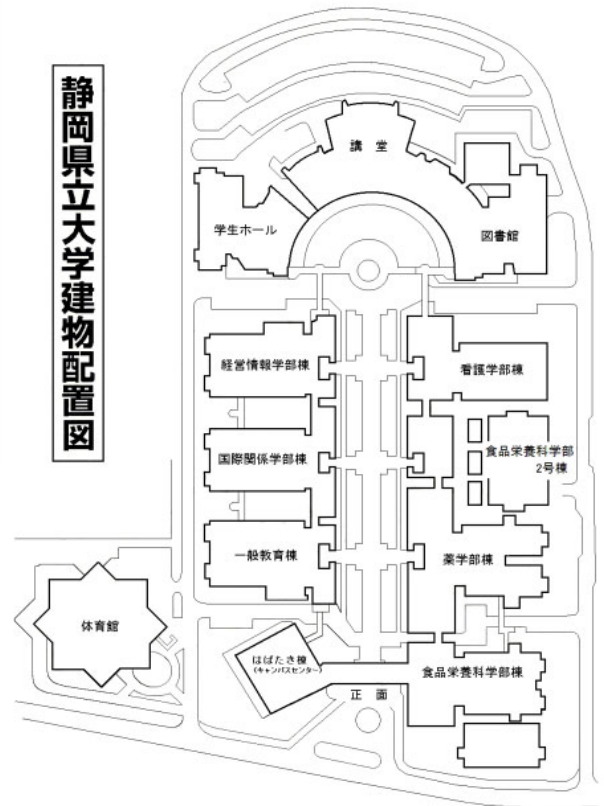 静岡県立大学建物配置図
講堂
学生ホール
図書館
経営情報学部棟
看護学部棟
国際関係学部棟
食品栄養科学部
2号棟
一般教育棟
薬学部棟
体育館
はばたき棟
(キャンパスセンター)
食品栄養科学部棟
正面